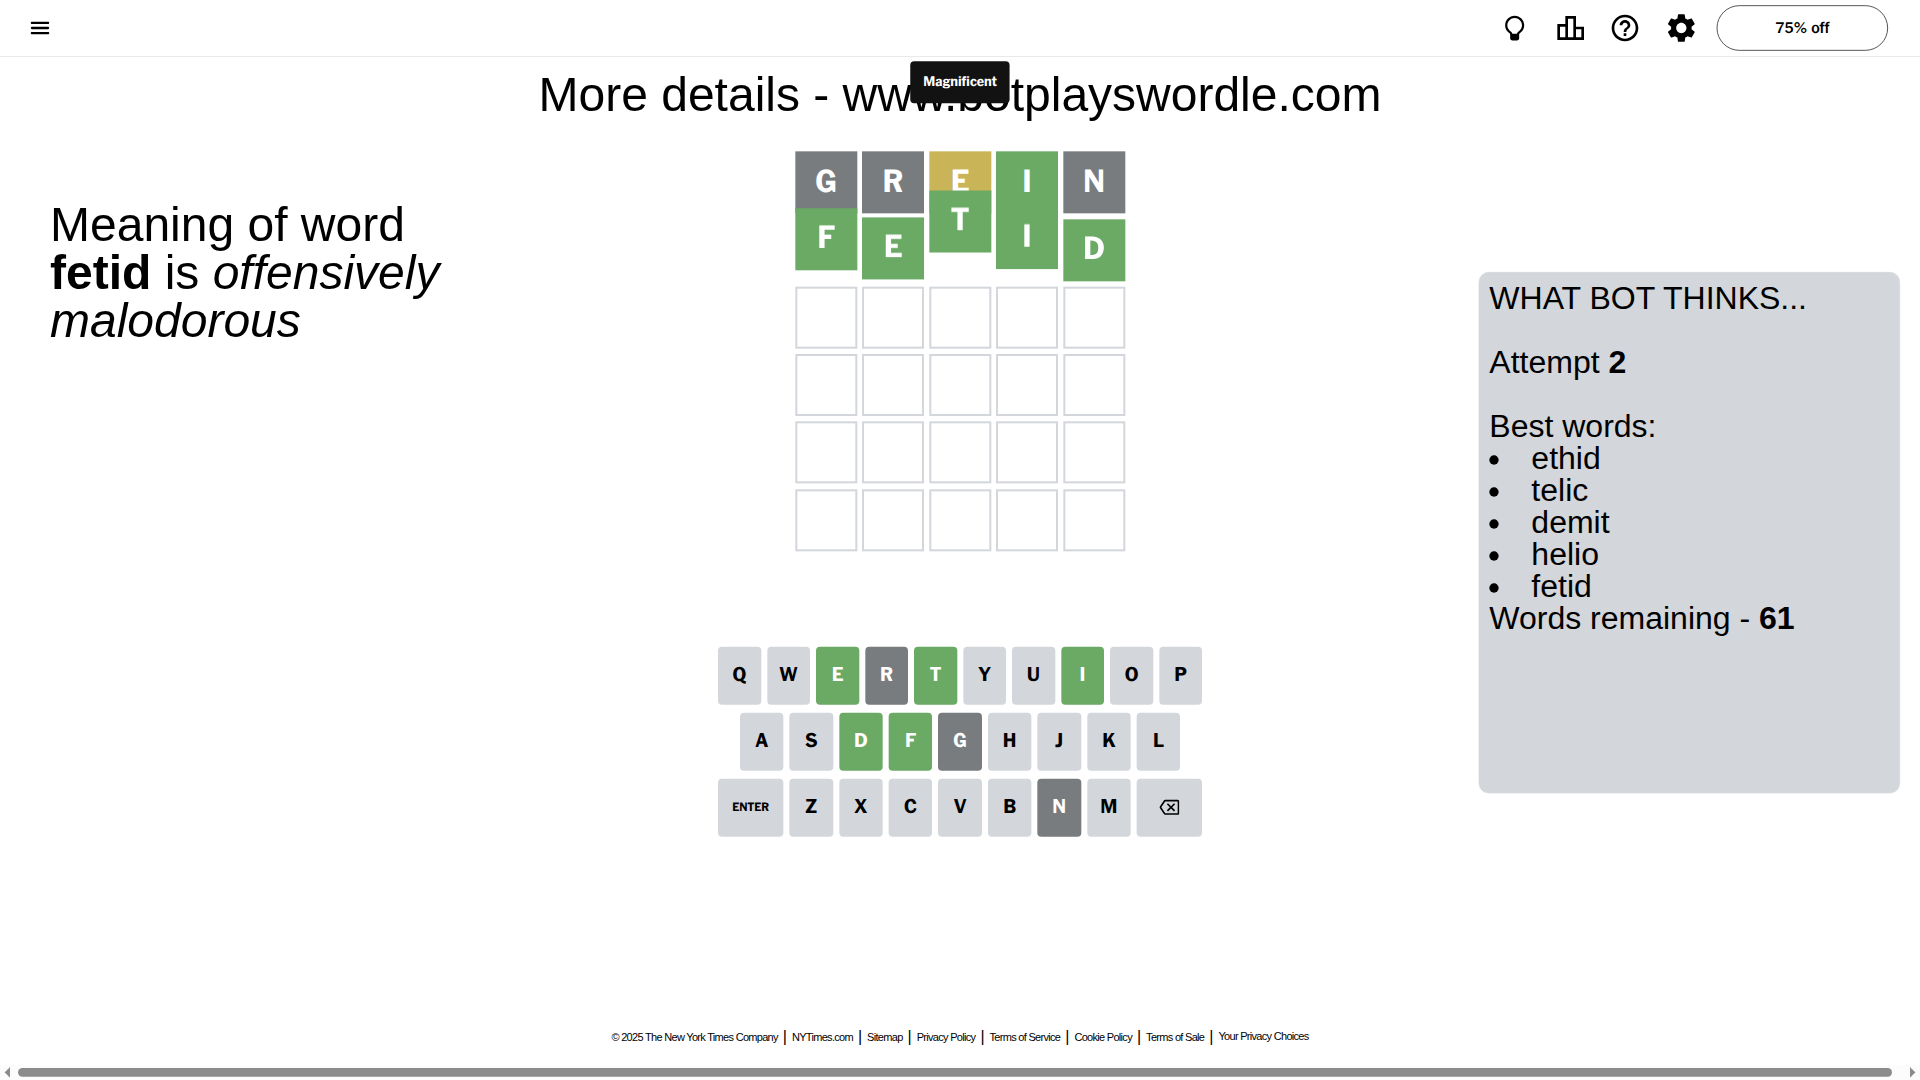 75% off
Magnificent
More details - www.botplayswordle.com
Meaning of word
fetid is offensively
malodorous
G R E I N
F E T I D
WHAT BOT THINKS...
Attempt 2
Best words:
ethid
telic
demit
helio
fetid
Words remaining - 61
Q W E R T Y U I O P
A S D F G H J K L
ENTER Z X C V B N M
© 2025 The New York Times Company | NYTimes.com | Sitemap | Privacy Policy | Terms of Service | Cookie Policy | Terms of Sale | Your Privacy Choices